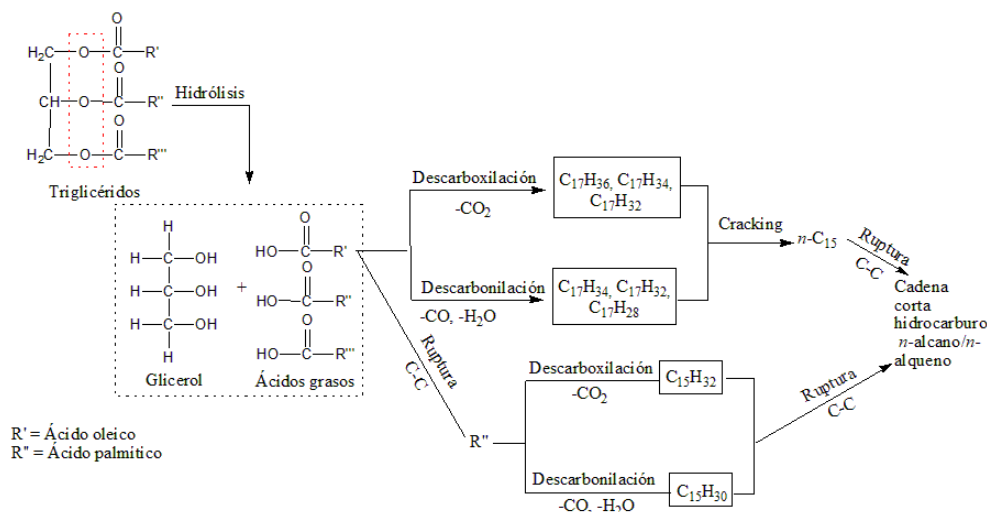 O
H₂C—O—C—R'
O
CH—O—C—R''
O
H₂C—O—C—R'''
Triglicéridos
Hidrólisis
H
H—C—OH
H—C—OH
H—C—OH
H
Glicerol
+
O
HO—C—R'
O
HO—C—R''
O
HO—C—R'''
Ácidos grasos
R' = Ácido oleico
R'' = Ácido palmítico
Descarboxilación
-CO₂
C₁₇H₃₆, C₁₇H₃₄,
C₁₇H₃₂
Descarbonilación
-CO, -H₂O
C₁₇H₃₄, C₁₇H₃₂,
C₁₇H₂₈
Cracking
n-C₁₅
Ruptura
C-C
Cadena
corta
hidrocarburo
n-alcano/n-
alqueno
Ruptura
C-C
R''
Descarboxilación
-CO₂
C₁₅H₃₂
Descarbonilación
-CO, -H₂O
C₁₅H₃₀
Ruptura
C-C